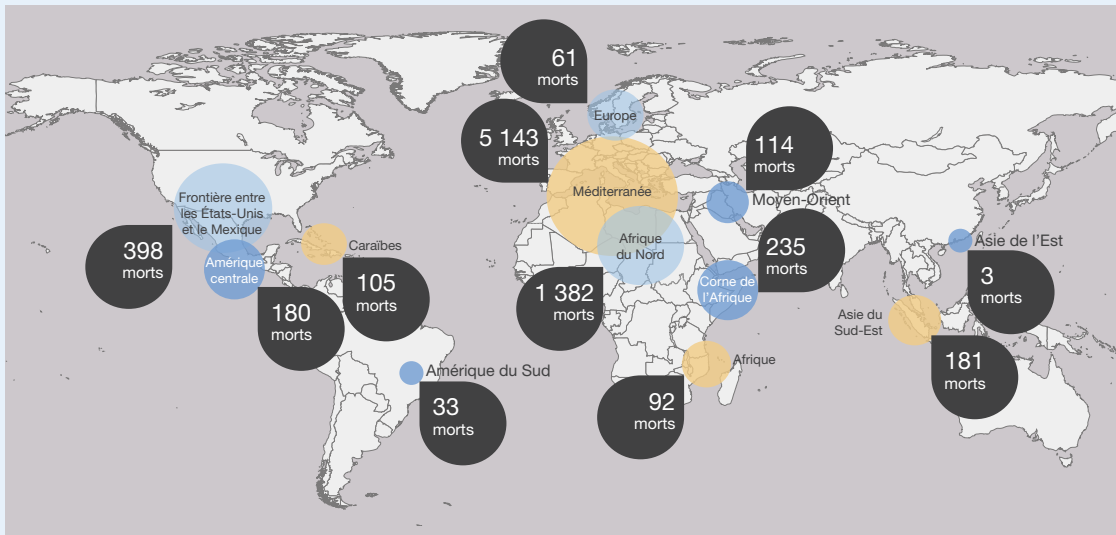 61
morts
Europe
5 143
morts
114
morts
Méditerranée
Moyen-Orient
Frontière entre
les États-Unis
et le Mexique
Caraïbes
Afrique
du Nord
235
morts
Asie de l'Est
398
morts
Amérique
centrale
105
morts
1 382
morts
Corne de
l'Afrique
3
morts
180
morts
Asie du
Sud-Est
Afrique
181
morts
Amérique du Sud
33
morts
92
morts